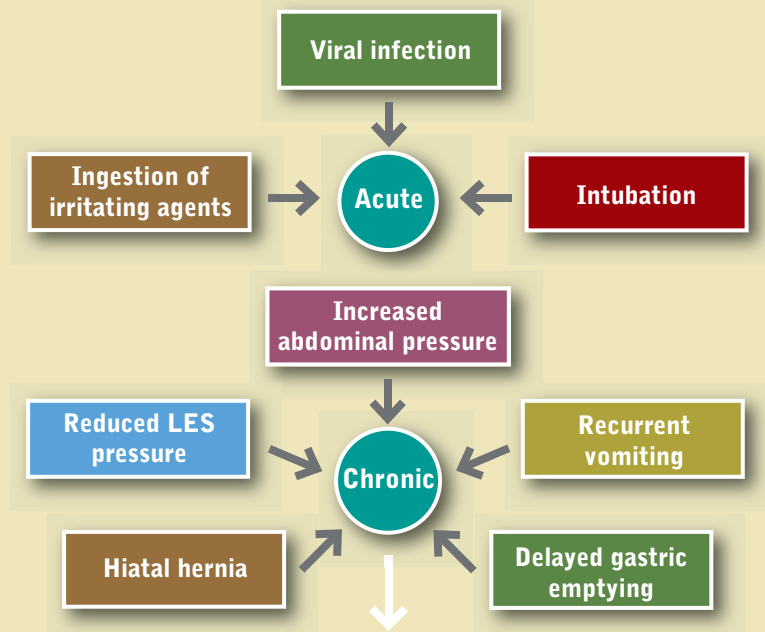 Viral infection
Ingestion of
irritating agents
Acute
Intubation
Increased
abdominal pressure
Reduced LES
pressure
Recurrent
vomiting
Chronic
Hiatal hernia
Delayed gastric
emptying